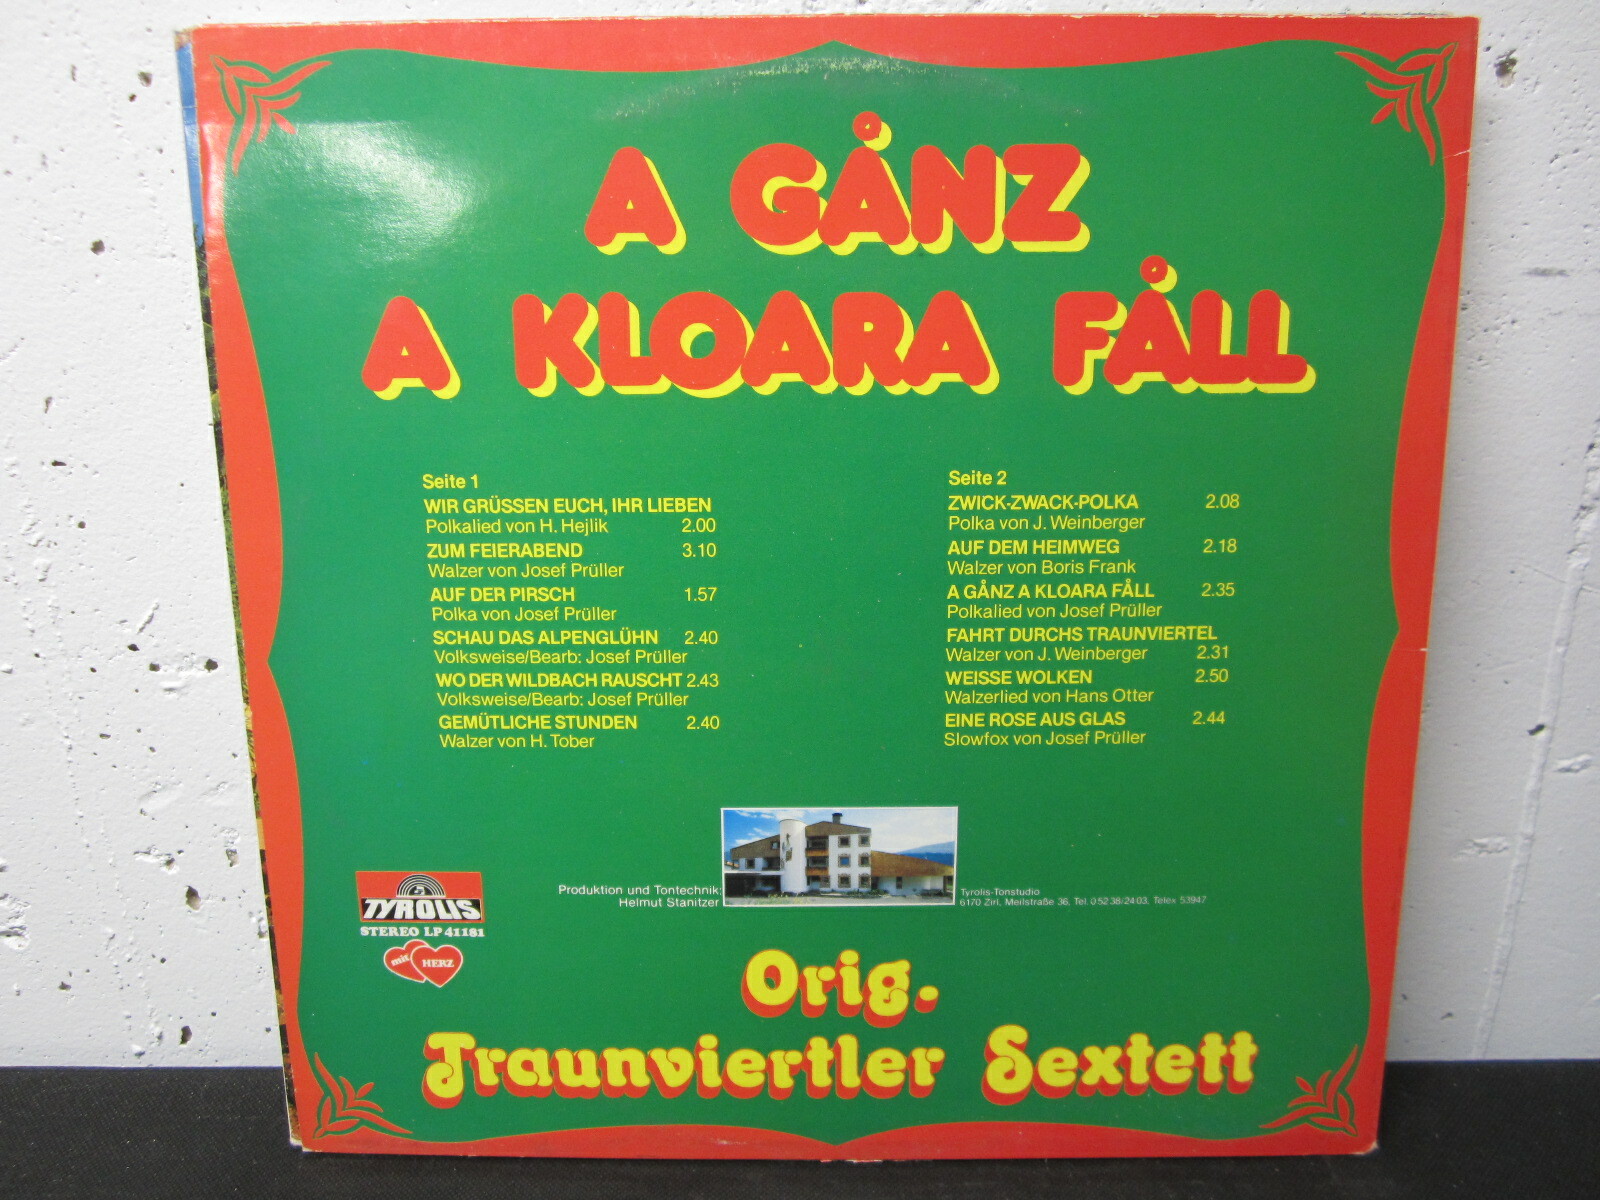 A GÅNZ
A KLOARA FÅLL
Seite 1
WIR GRÜSSEN EUCH, IHR LIEBEN
Polkalied von H. Hejlik 2.00
ZUM FEIERABEND 3.10
Walzer von Josef Prüller
AUF DER PIRSCH 1.57
Polka von Josef Prüller
SCHAU DAS ALPENGLÜHN 2.40
Volksweise/Bearb: Josef Prüller
WO DER WILDBACH RAUSCHT 2.43
Volksweise/Bearb: Josef Prüller
GEMÜTLICHE STUNDEN 2.40
Walzer von H. Tober
Seite 2
ZWICK-ZWACK-POLKA 2.08
Polka von J. Weinberger
AUF DEM HEIMWEG 2.18
Walzer von Boris Frank
A GÅNZ A KLOARA FÅLL 2.35
Polkalied von Josef Prüller
FAHRT DURCHS TRAUNVIERTEL
Walzer von J. Weinberger 2.31
WEISSE WOLKEN 2.50
Walzerlied von Hans Otter
EINE ROSE AUS GLAS 2.44
Slowfox von Josef Prüller
Produktion und Tontechnik:
Helmut Stanitzer
Tyrolis-Tonstudio
6170 Zirl, Meilstraße 36, Tel. 0 52 38/24 03, Telex 53947
TYROLIS
STEREO LP 41181
mit HERZ
Orig.
Traunviertler Sextett